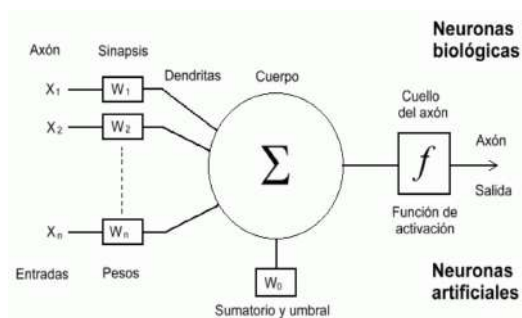 Neuronas
biológicas
Axón
Sinapsis
Dendritas
Cuerpo
Cuello
del axón
X1
W1
X2
W2
Σ
f
Axón
Salida
Función de
activación
Xn
Wn
Entradas
Pesos
W0
Sumatorio y umbral
Neuronas
artificiales